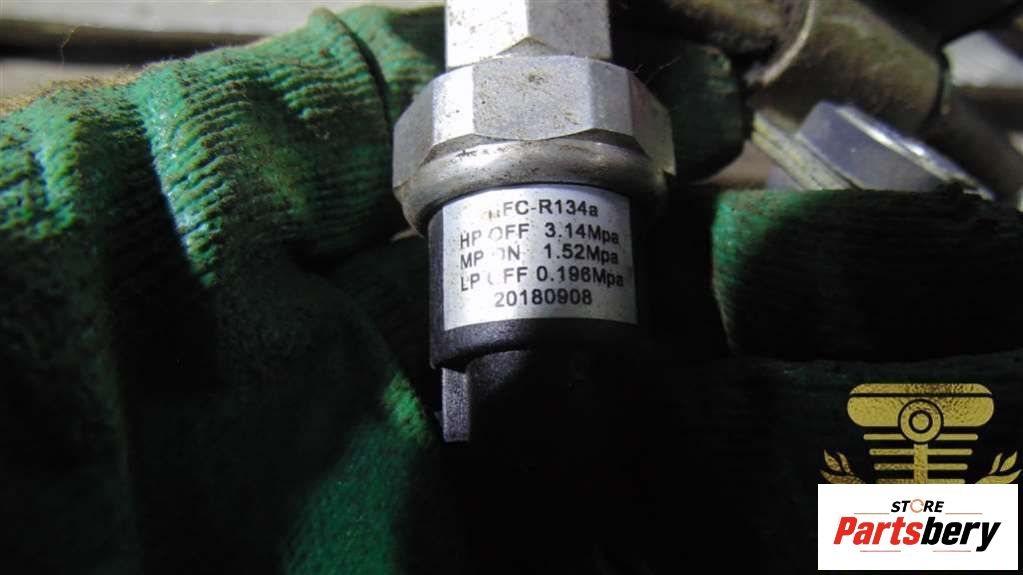 FC-R134a
HP OFF 3.14Mpa
MP ON 1.52Mpa
LP OFF 0.196Mpa
20180908
STORE
Partsbery